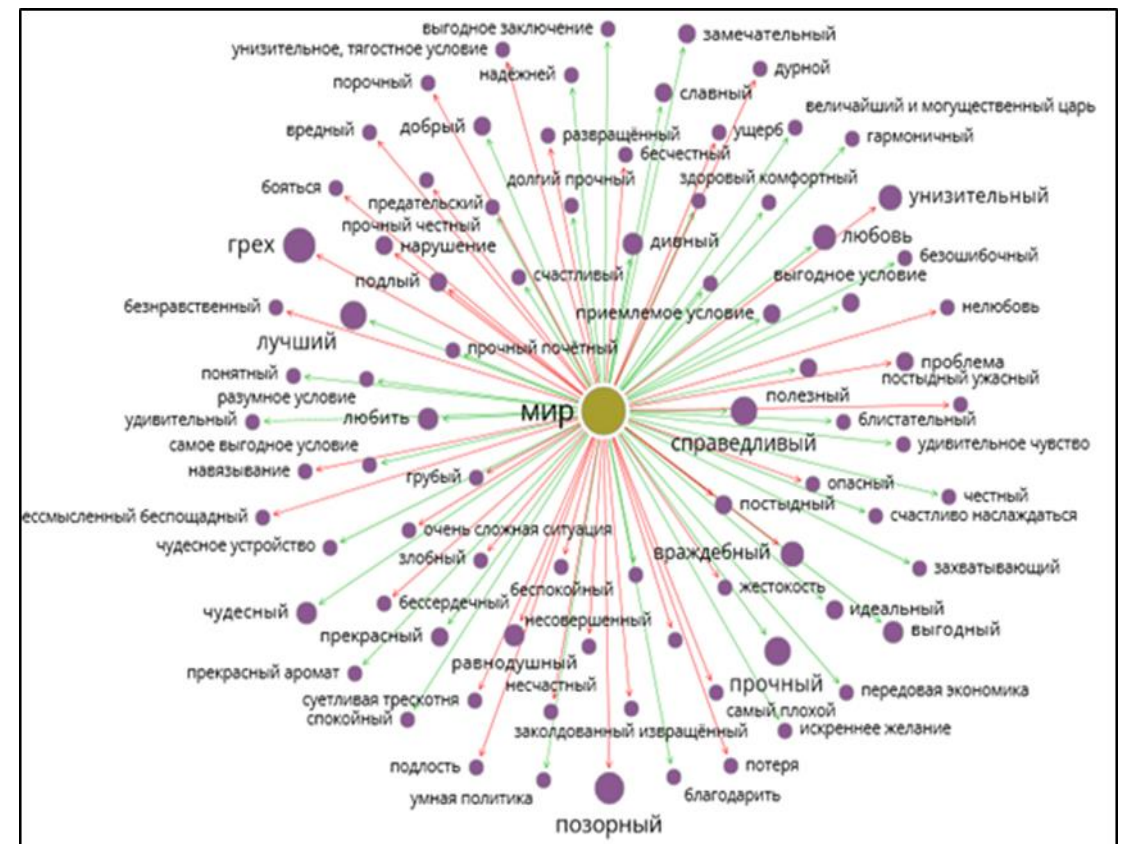 выгодное заключение
замечательный
унизительное, тягостное условие
надежней
дурной
порочный
славный
величайший и могущественный царь
вредный
добрый
развращённый
ущерб
гармоничный
бесчестный
бояться
долгий прочный
здоровый комфортный
предательский
унизительный
прочный честный
грех
нарушение
дивный
любовь
безошибочный
подлый
счастливый
выгодное условие
безнравственный
приемлемое условие
нелюбовь
лучший
прочный почётный
проблема
понятный
постыдный ужасный
разумное условие
полезный
мир
удивительный
любить
блистательный
справедливый
удивительное чувство
самое выгодное условие
навязывание
грубый
опасный
честный
ессмысленный беспощадный
постыдный
счастливо наслаждаться
очень сложная ситуация
чудесное устройство
злобный
враждебный
захватывающий
беспокойный
жестокость
чудесный
бессердечный
идеальный
несовершенный
выгодный
прекрасный
равнодушный
прекрасный аромат
несчастный
прочный
передовая экономика
суетливая трескотня
самый плохой
спокойный
заколдованный извращённый
искреннее желание
подлость
потеря
умная политика
благодарить
позорный